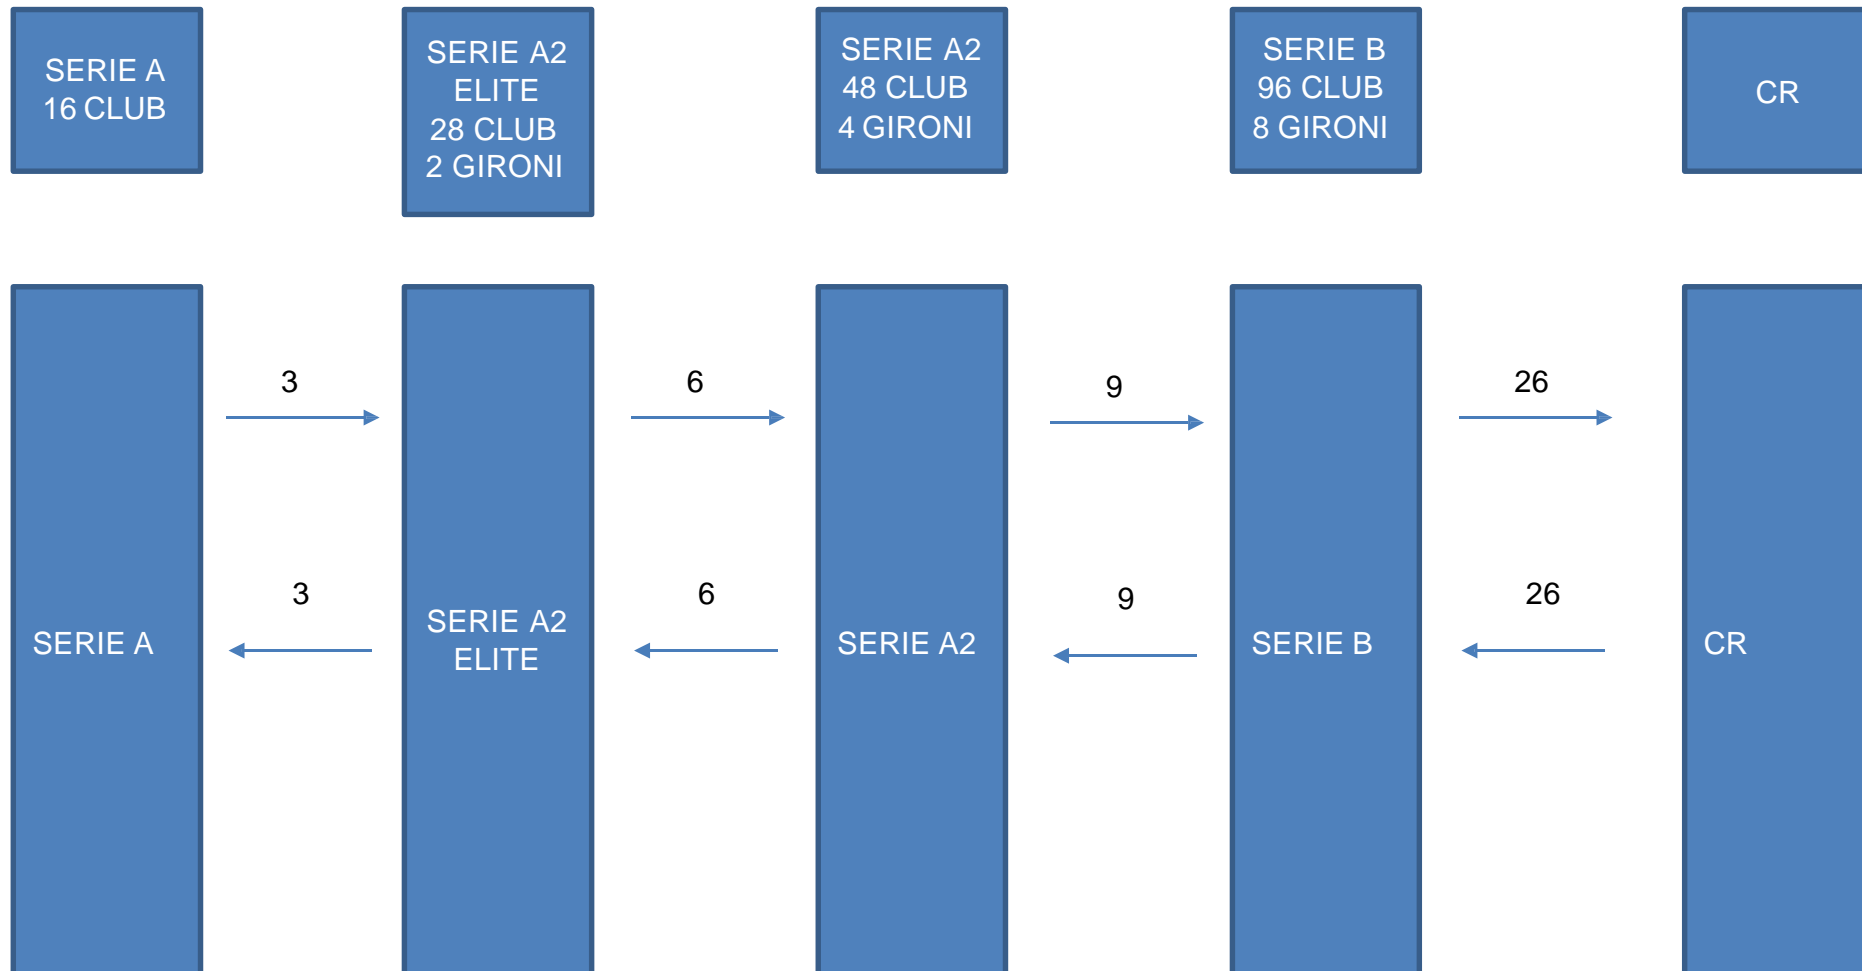 SERIE A
16 CLUB
SERIE A2
ELITE
28 CLUB
2 GIRONI
SERIE A2
48 CLUB
4 GIRONI
SERIE B
96 CLUB
8 GIRONI
CR
3
6
9
26
3
6
9
26
SERIE A
SERIE A2
ELITE
SERIE A2
SERIE B
CR